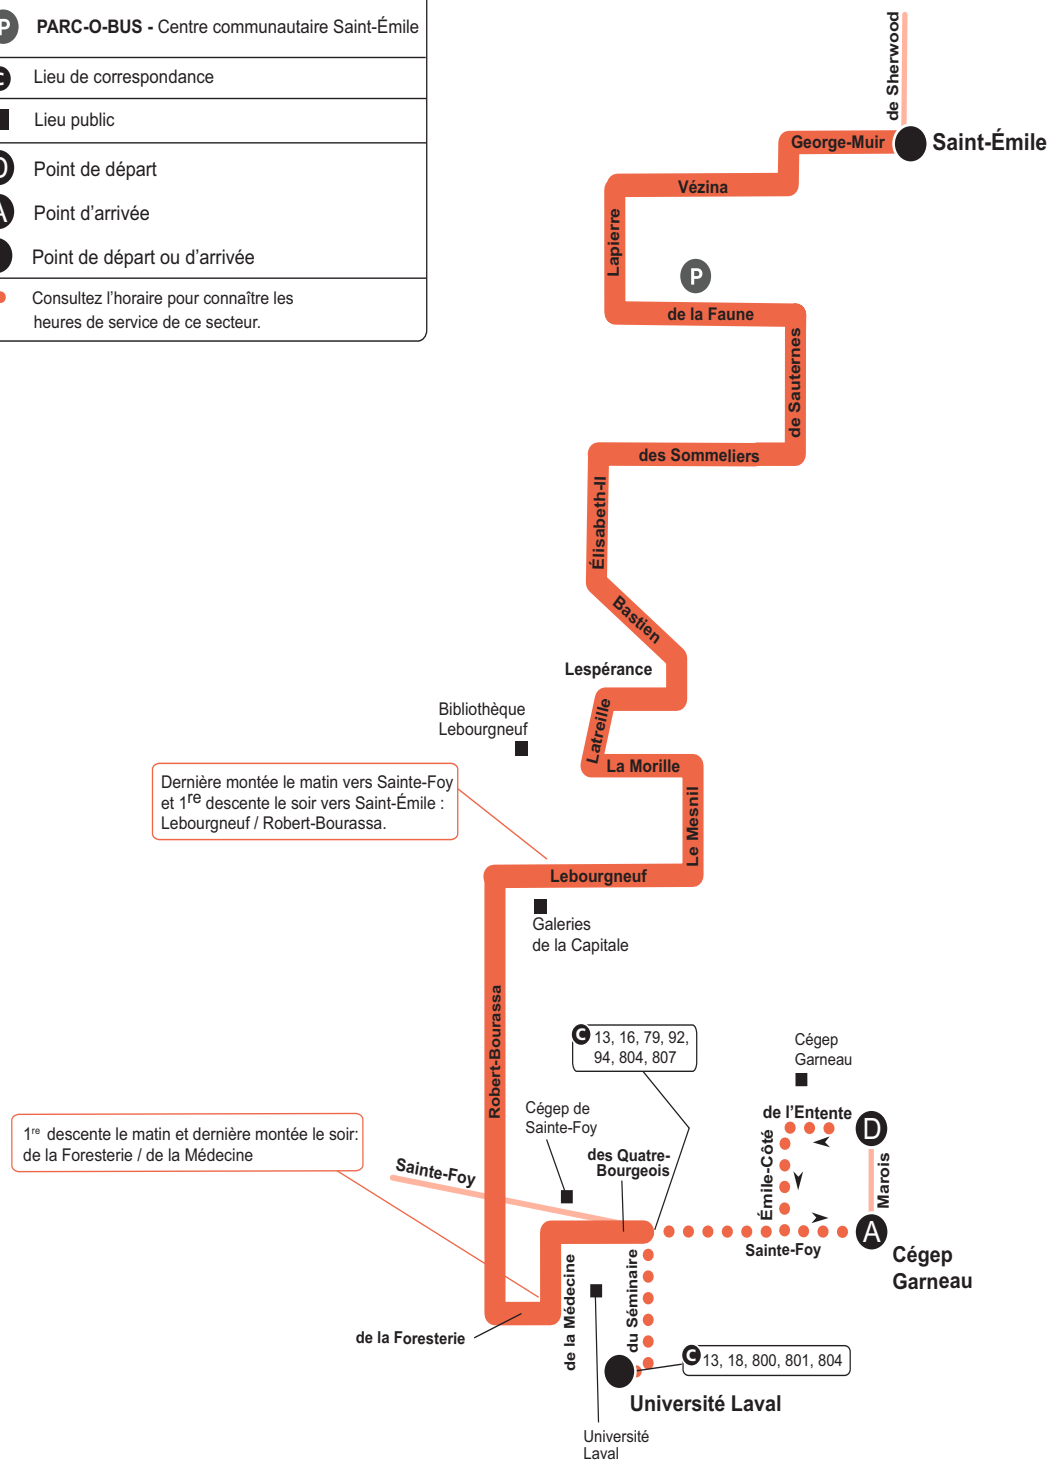 P PARC-O-BUS - Centre communautaire Saint-Émile
C Lieu de correspondance
Lieu public
D Point de départ
A Point d'arrivée
Point de départ ou d'arrivée
Consultez l'horaire pour connaître les
heures de service de ce secteur.
de Sherwood
George-Muir
Saint-Émile
Vézina
Lapierre
P
de la Faune
de Sauternes
des Sommeliers
Élisabeth-II
Bastien
Lespérance
Latreille
Bibliothèque
Lebourgneuf
La Morille
Le Mesnil
Dernière montée le matin vers Sainte-Foy
et 1re descente le soir vers Saint-Émile :
Lebourgneuf / Robert-Bourassa.
Lebourgneuf
Galeries
de la Capitale
Robert-Bourassa
C 13, 16, 79, 92,
94, 804, 807
Cégep
Garneau
Cégep de
Sainte-Foy
de l'Entente
D
1re descente le matin et dernière montée le soir:
de la Foresterie / de la Médecine
Sainte-Foy
des Quatre-
Bourgeois
Émile-Côté
Marois
A
Sainte-Foy
Cégep
Garneau
de la Médecine
du Séminaire
de la Foresterie
C 13, 18, 800, 801, 804
Université Laval
Université
Laval